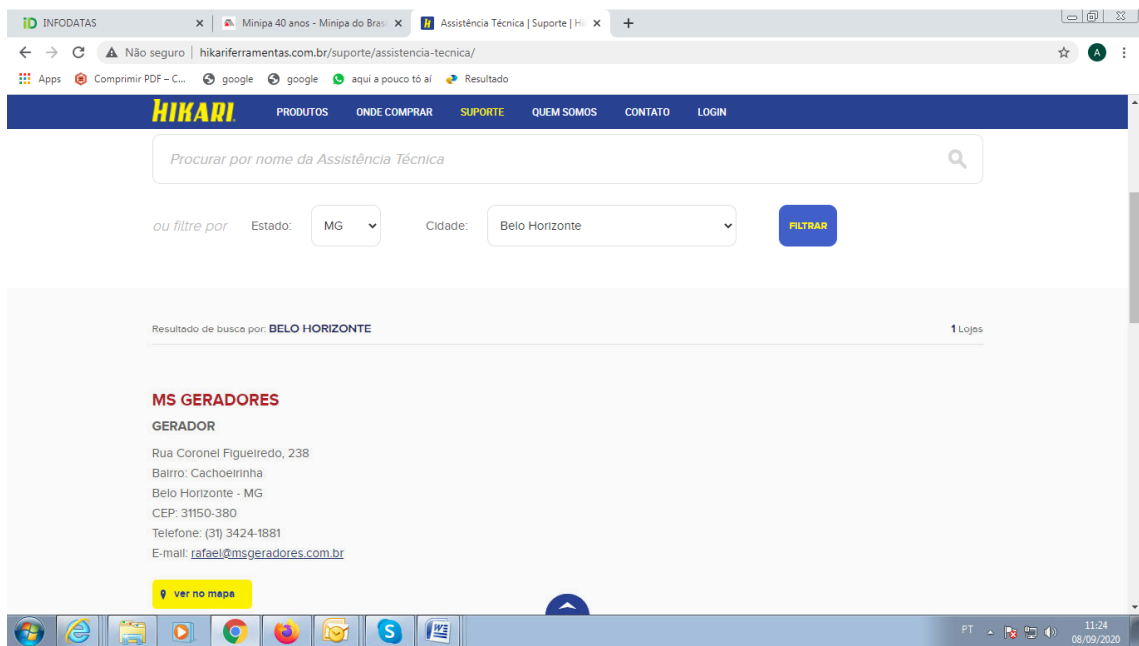 INFODATAS
Minipa 40 anos - Minipa do Brasi
Assistência Técnica | Suporte | Hi
Não seguro | hikariferramentas.com.br/suporte/assistencia-tecnica/
A
Apps Comprimir PDF – C... google google aqui a pouco tó aí Resultado
HIKARI PRODUTOS ONDE COMPRAR SUPORTE QUEM SOMOS CONTATO LOGIN
Procurar por nome da Assistência Técnica
ou filtre por Estado: MG Cidade: Belo Horizonte FILTRAR
Resultado de busca por: BELO HORIZONTE 1 Lojas
MS GERADORES
GERADOR
Rua Coronel Figueiredo, 238
Bairro: Cachoeirinha
Belo Horizonte - MG
CEP: 31150-380
Telefone: (31) 3424-1881
E-mail: rafael@msgeradores.com.br
ver no mapa
PT 11:24
08/09/2020